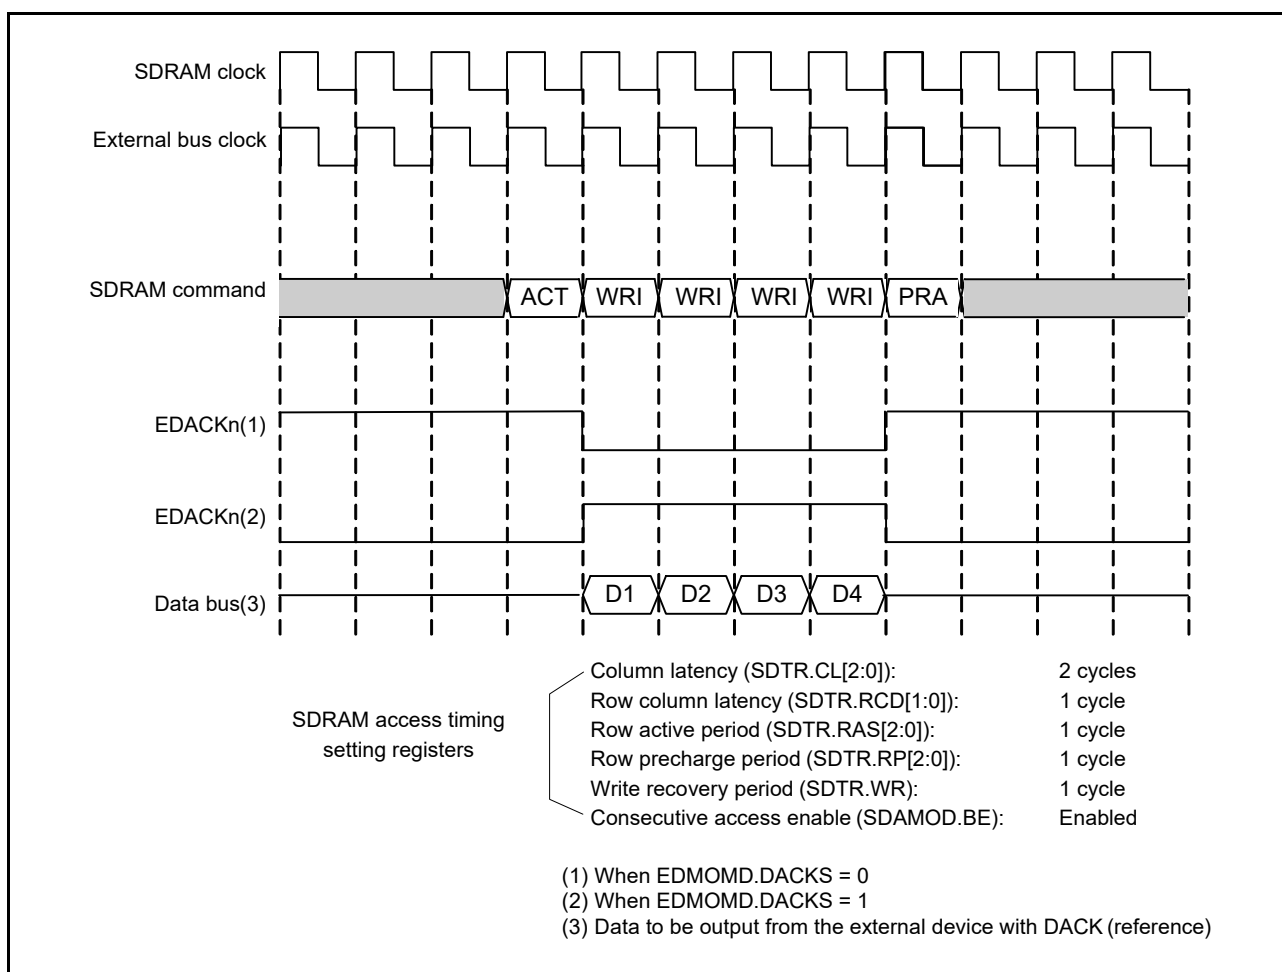 SDRAM clock
External bus clock
SDRAM command
ACT WRI WRI WRI WRI PRA
EDACKn(1)
EDACKn(2)
Data bus(3)
D1 D2 D3 D4
SDRAM access timing
setting registers
Column latency (SDTR.CL[2:0]): 2 cycles
Row column latency (SDTR.RCD[1:0]): 1 cycle
Row active period (SDTR.RAS[2:0]): 1 cycle
Row precharge period (SDTR.RP[2:0]): 1 cycle
Write recovery period (SDTR.WR): 1 cycle
Consecutive access enable (SDAMOD.BE): Enabled
(1) When EDMOMD.DACKS = 0
(2) When EDMOMD.DACKS = 1
(3) Data to be output from the external device with DACK (reference)